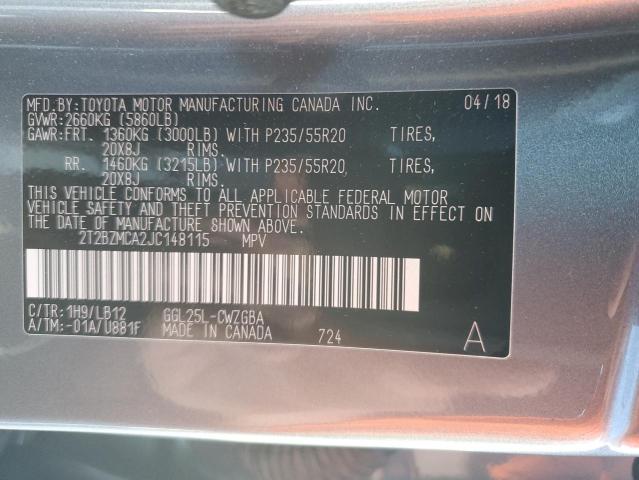 MFD.BY:TOYOTA MOTOR MANUFACTURING CANADA INC. 04/18
GVWR:2660KG (5860LB)
GAWR:FRT. 1360KG (3000LB) WITH P235/55R20 TIRES,
20X8J RIMS.
RR. 1460KG (3215LB) WITH P235/55R20 TIRES,
20X8J RIMS.
THIS VEHICLE CONFORMS TO ALL APPLICABLE FEDERAL MOTOR
VEHICLE SAFETY AND THEFT PREVENTION STANDARDS IN EFFECT ON
THE DATE OF MANUFACTURE SHOWN ABOVE.
2T2BZMCA2JC148115 MPV
C/TR:1H9/LB12 GGL25L-CWZGBA
A/TM:-01A/U881F MADE IN CANADA 724 A